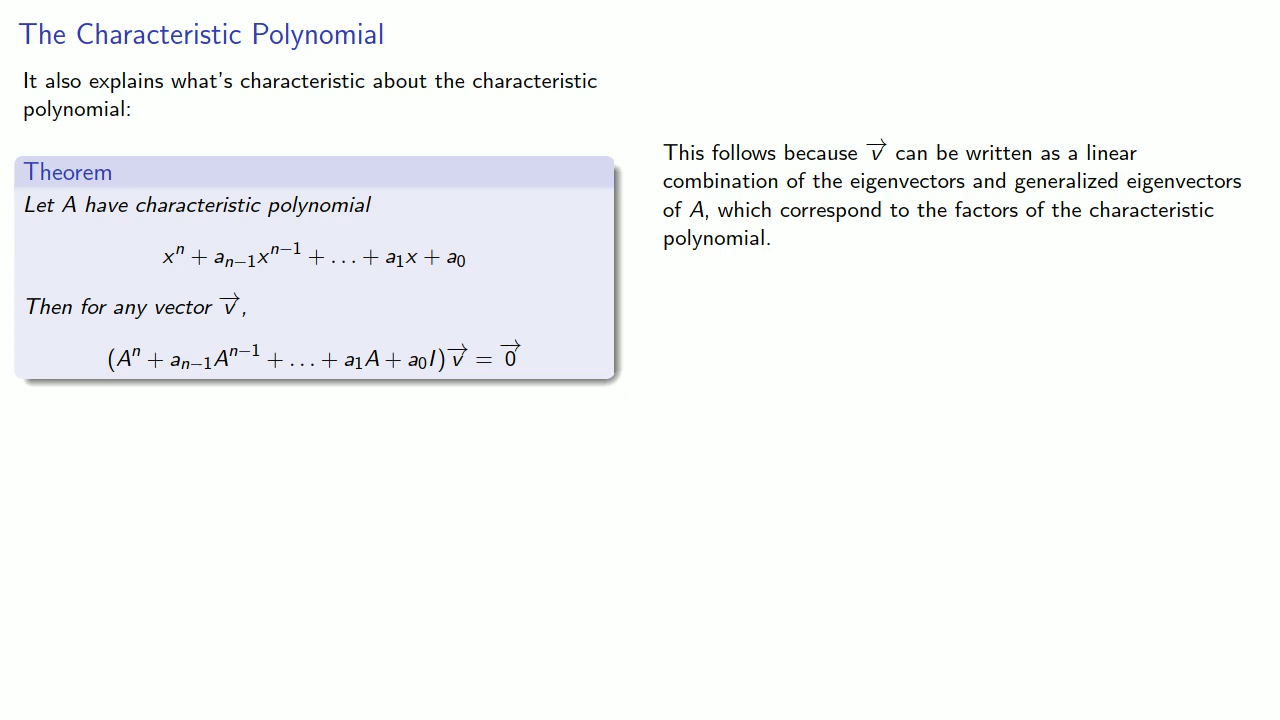 The Characteristic Polynomial
It also explains what's characteristic about the characteristic
polynomial:
Theorem
Let A have characteristic polynomial
xⁿ + aₙ₋₁xⁿ⁻¹ + . . . + a₁x + a₀
Then for any vector v⃗,
(Aⁿ + aₙ₋₁Aⁿ⁻¹ + . . . + a₁A + a₀I)v⃗ = 0⃗
This follows because v⃗ can be written as a linear
combination of the eigenvectors and generalized eigenvectors
of A, which correspond to the factors of the characteristic
polynomial.